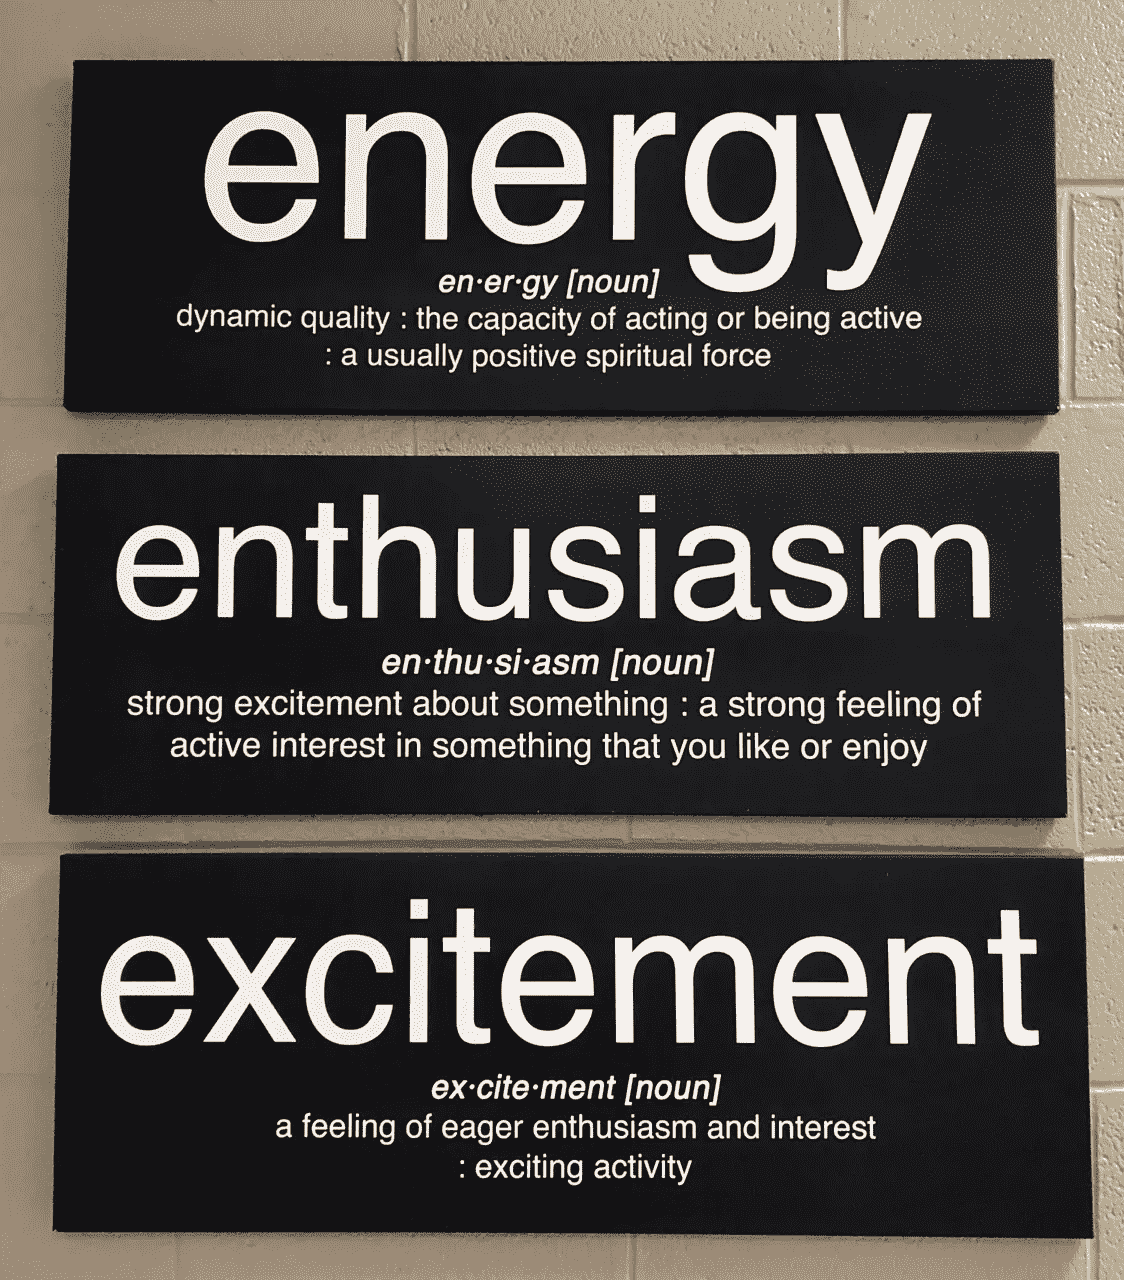 energy
en·er·gy [noun]
dynamic quality : the capacity of acting or being active
: a usually positive spiritual force
enthusiasm
en·thu·si·asm [noun]
strong excitement about something : a strong feeling of
active interest in something that you like or enjoy
excitement
ex·cite·ment [noun]
a feeling of eager enthusiasm and interest
: exciting activity